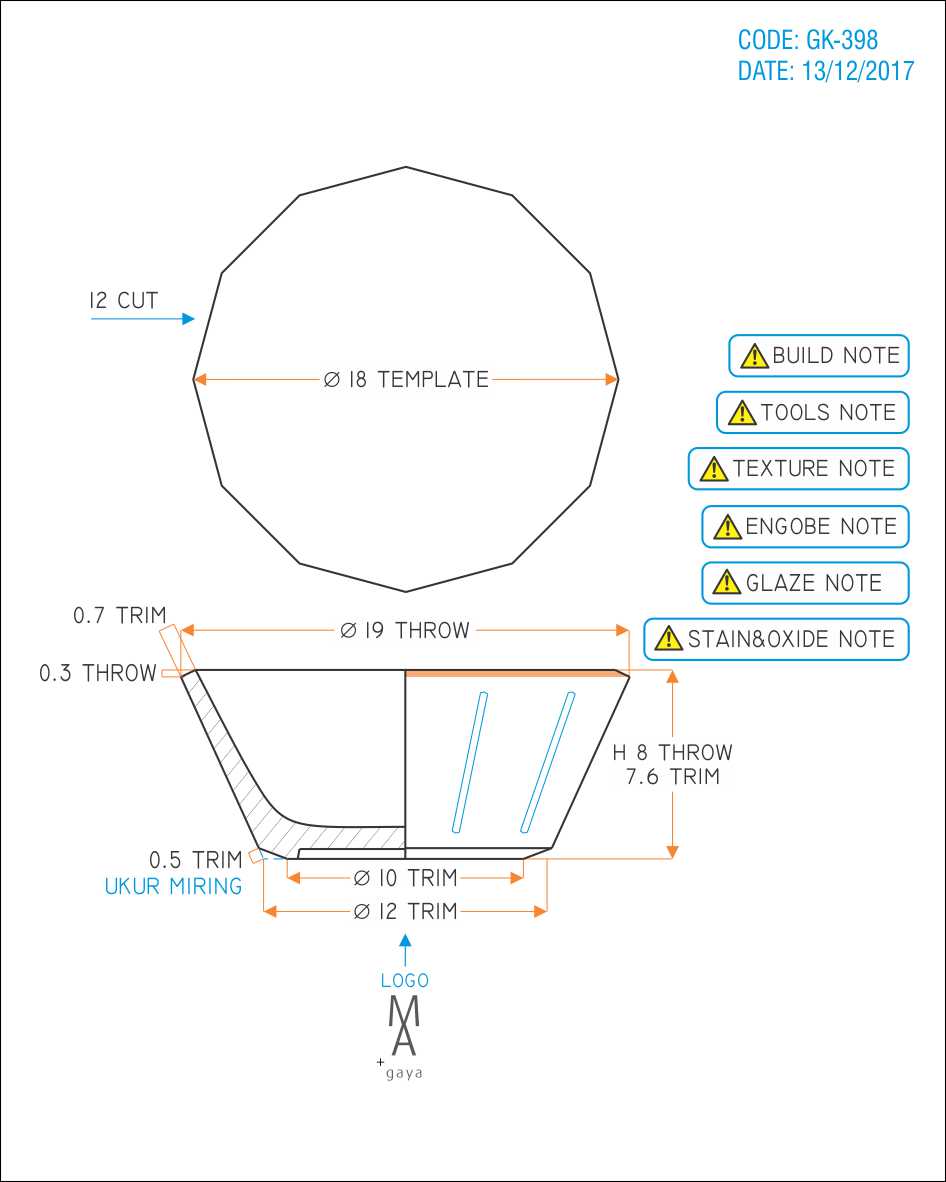 CODE: GK-398
DATE: 13/12/2017
12 CUT
Ø 18 TEMPLATE
BUILD NOTE
TOOLS NOTE
TEXTURE NOTE
ENGOBE NOTE
GLAZE NOTE
STAIN&OXIDE NOTE
0.7 TRIM
Ø 19 THROW
0.3 THROW
H 8 THROW
7.6 TRIM
0.5 TRIM
UKUR MIRING
Ø 10 TRIM
Ø 12 TRIM
LOGO
MA
+gaya